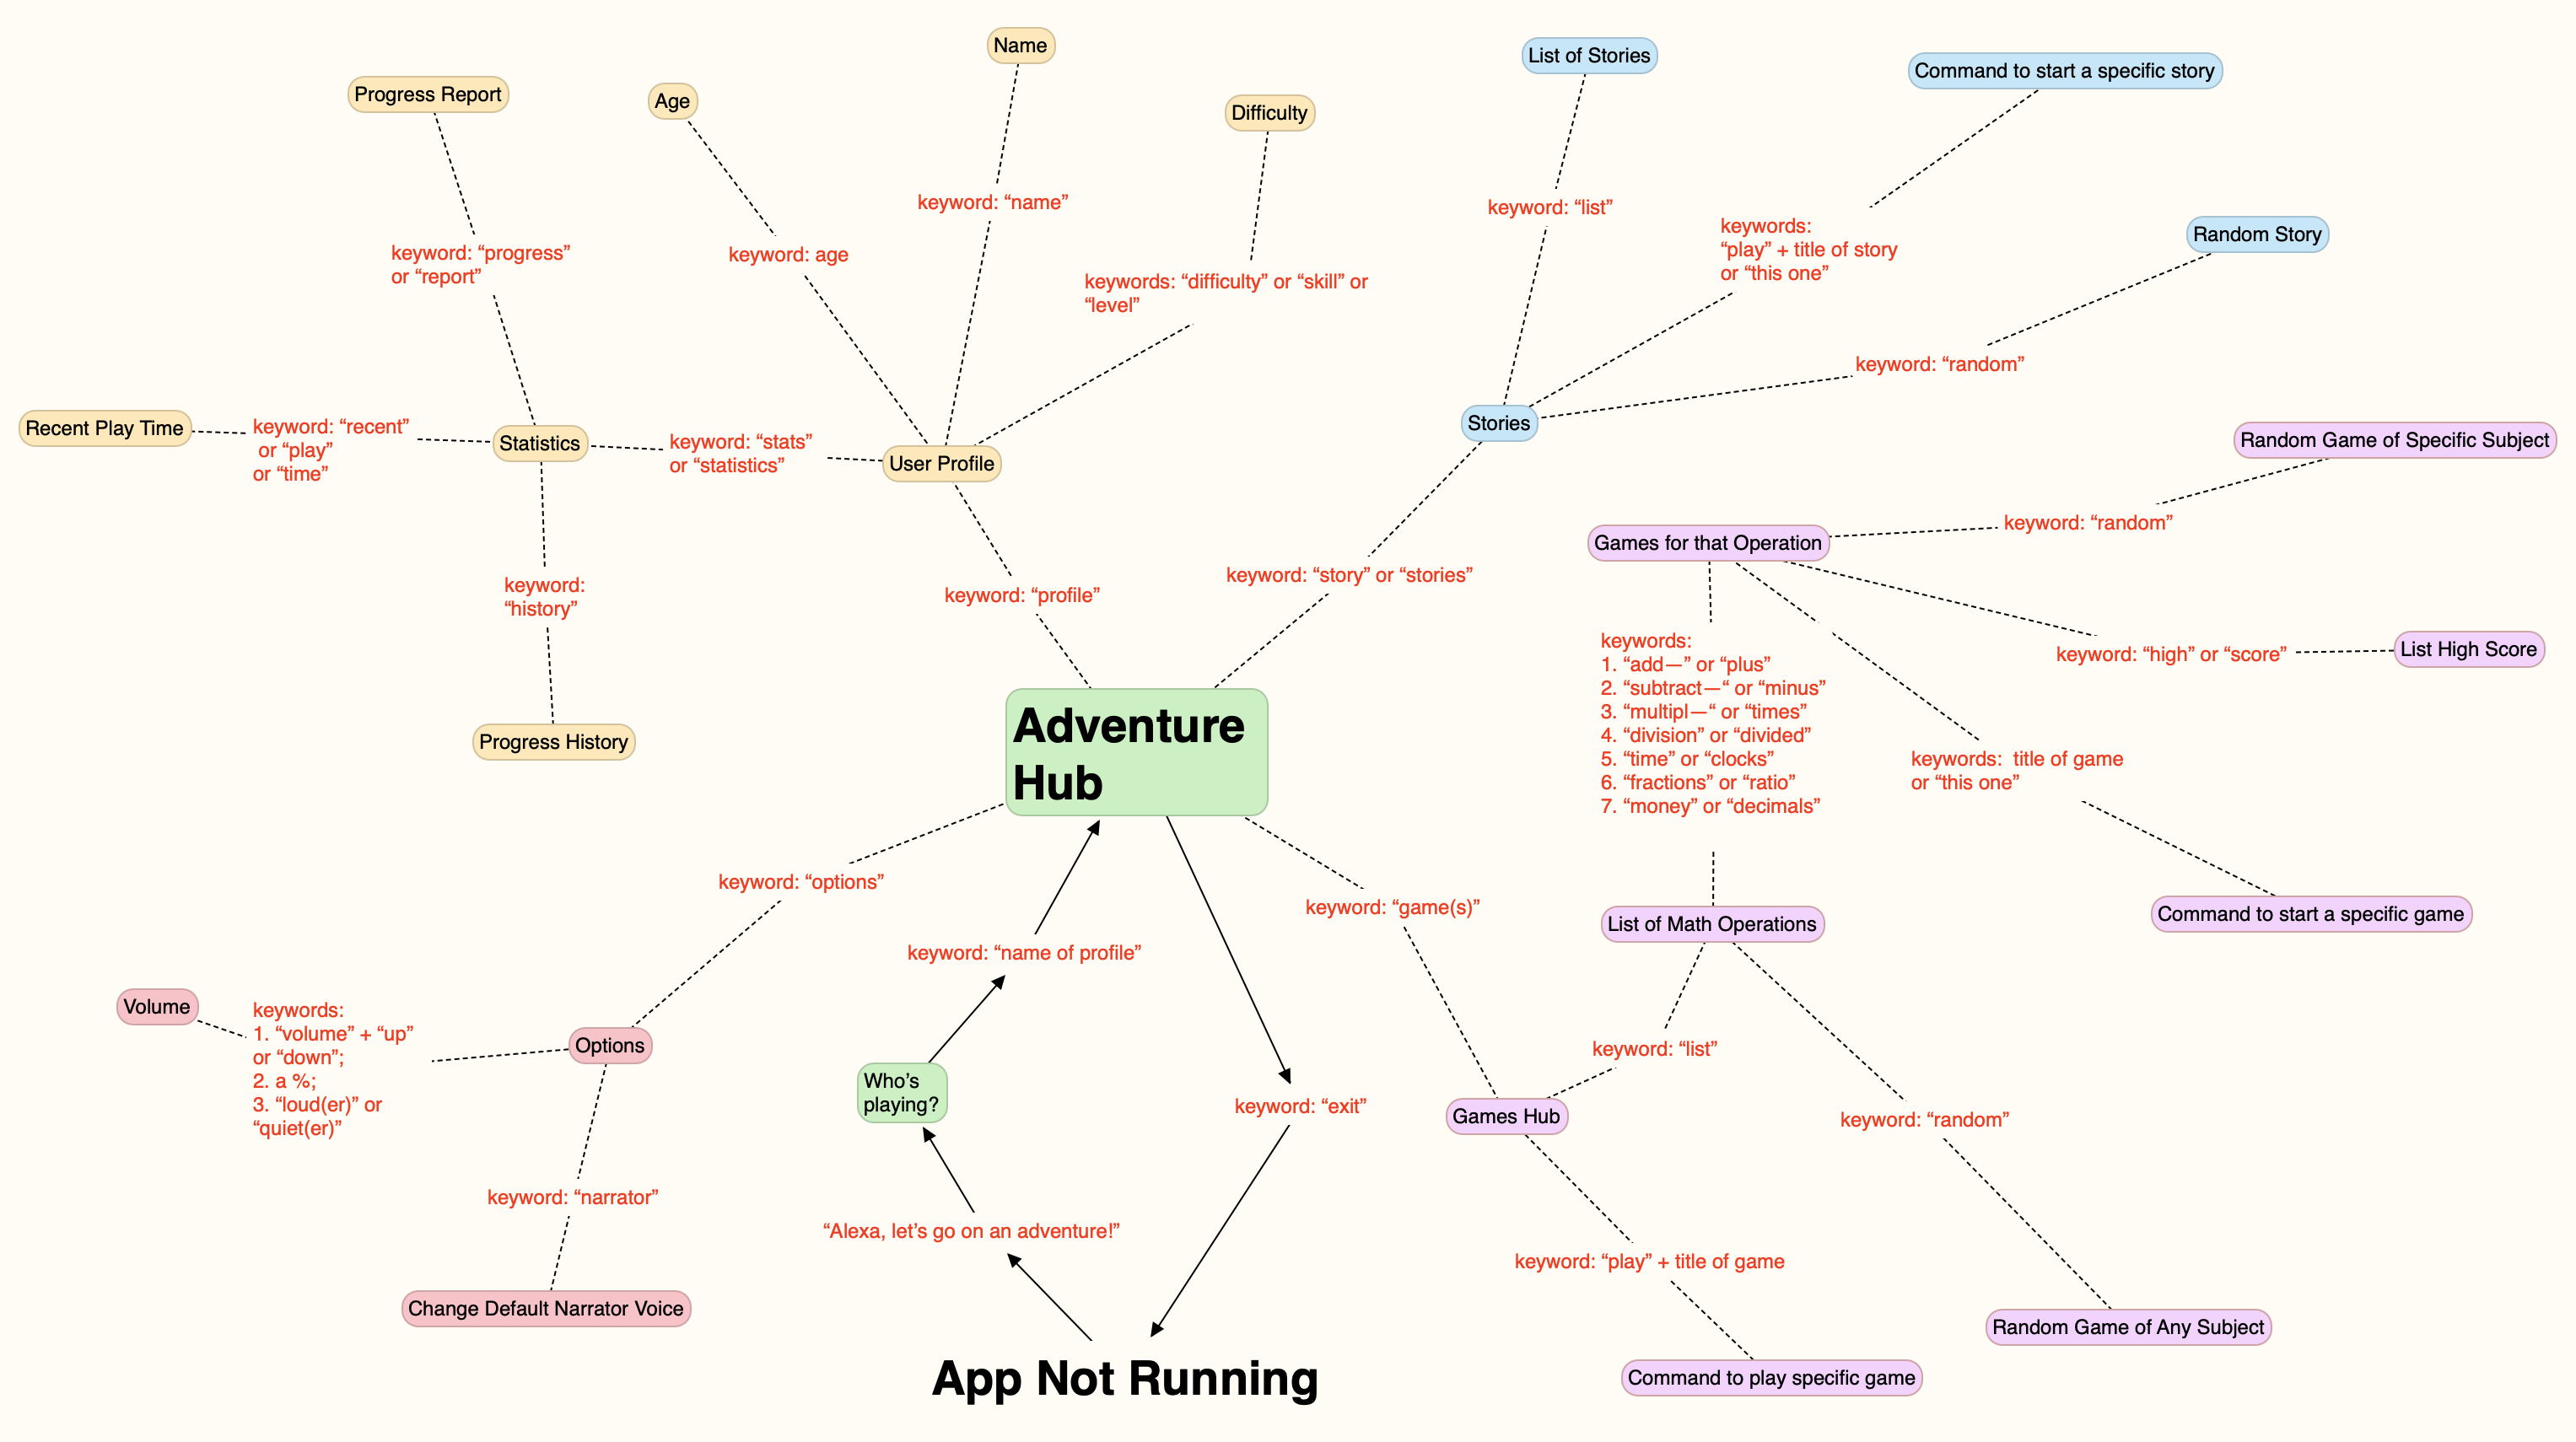 Name
List of Stories
Command to start a specific story
Progress Report
Age
Difficulty
keyword: “name”
keyword: “list”
keywords:
“play” + title of story
or “this one”
Random Story
keyword: “progress”
or “report”
keyword: age
keywords: “difficulty” or “skill” or
“level”
keyword: “random”
Recent Play Time
keyword: “recent”
or “play”
or “time”
Statistics
keyword: “stats”
or “statistics”
User Profile
Stories
Random Game of Specific Subject
keyword: “random”
Games for that Operation
keyword:
“history”
keyword: “profile”
keyword: “story” or “stories”
keywords:
1. “add—” or “plus”
2. “subtract—“ or “minus”
3. “multipl—“ or “times”
4. “division” or “divided”
5. “time” or “clocks”
6. “fractions” or “ratio”
7. “money” or “decimals”
keyword: “high” or “score”
List High Score
Progress History
Adventure
Hub
keywords:  title of game
or “this one”
keyword: “options”
keyword: “game(s)”
List of Math Operations
Command to start a specific game
keyword: “name of profile”
Volume
keywords:
1. “volume” + “up”
or “down”;
2. a %;
3. “loud(er)” or
“quiet(er)”
Options
Who’s
playing?
keyword: “exit”
keyword: “list”
Games Hub
keyword: “random”
keyword: “narrator”
“Alexa, let’s go on an adventure!”
keyword: “play” + title of game
Change Default Narrator Voice
Random Game of Any Subject
App Not Running
Command to play specific game